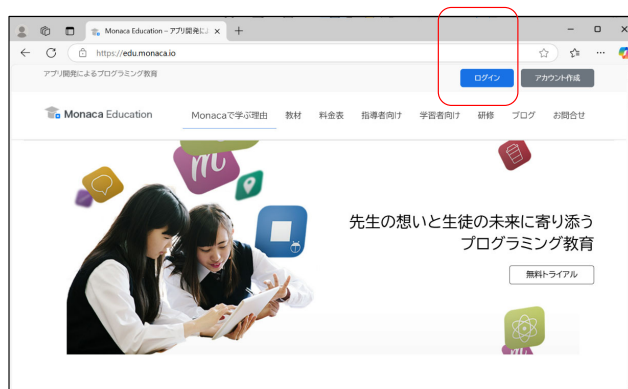 Monaca Education – アプリ開発に
https://edu.monaca.io
アプリ開発によるプログラミング教育
ログイン
アカウント作成
Monaca Education
Monacaで学ぶ理由 教材 料金表 指導者向け 学習者向け 研修 ブログ お問合せ
先生の想いと生徒の未来に寄り添う
プログラミング教育
無料トライアル